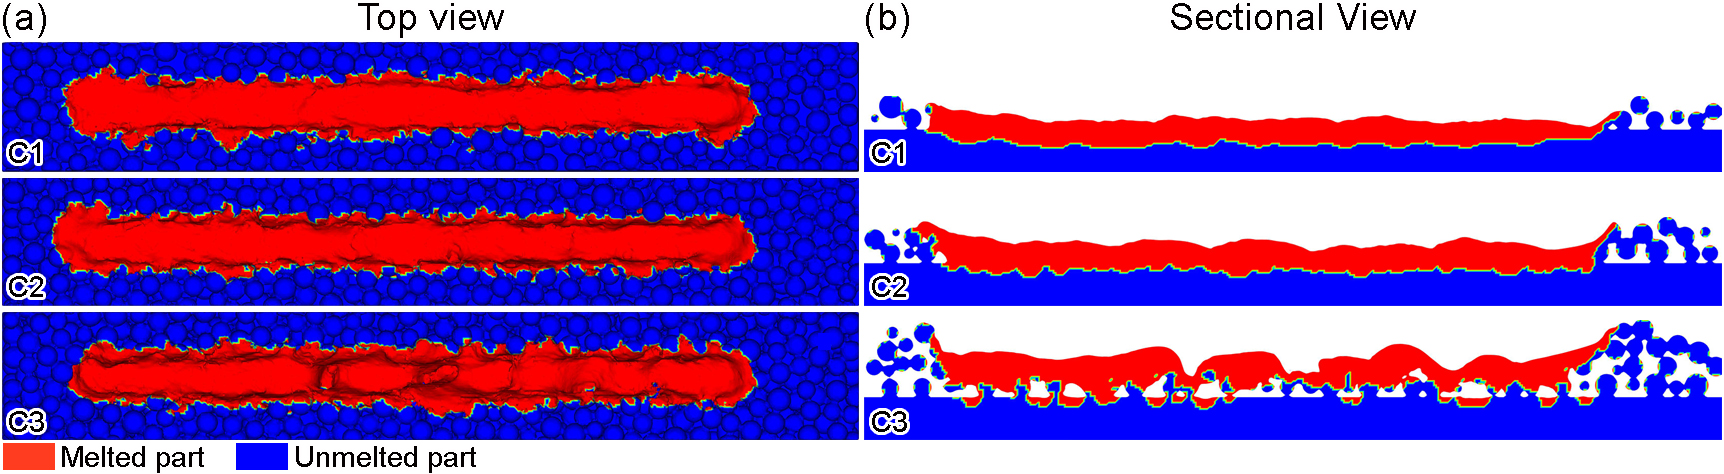 (a) Top view
(b) Sectional View
C1
C1
C2
C2
C3
C3
Melted part
Unmelted part